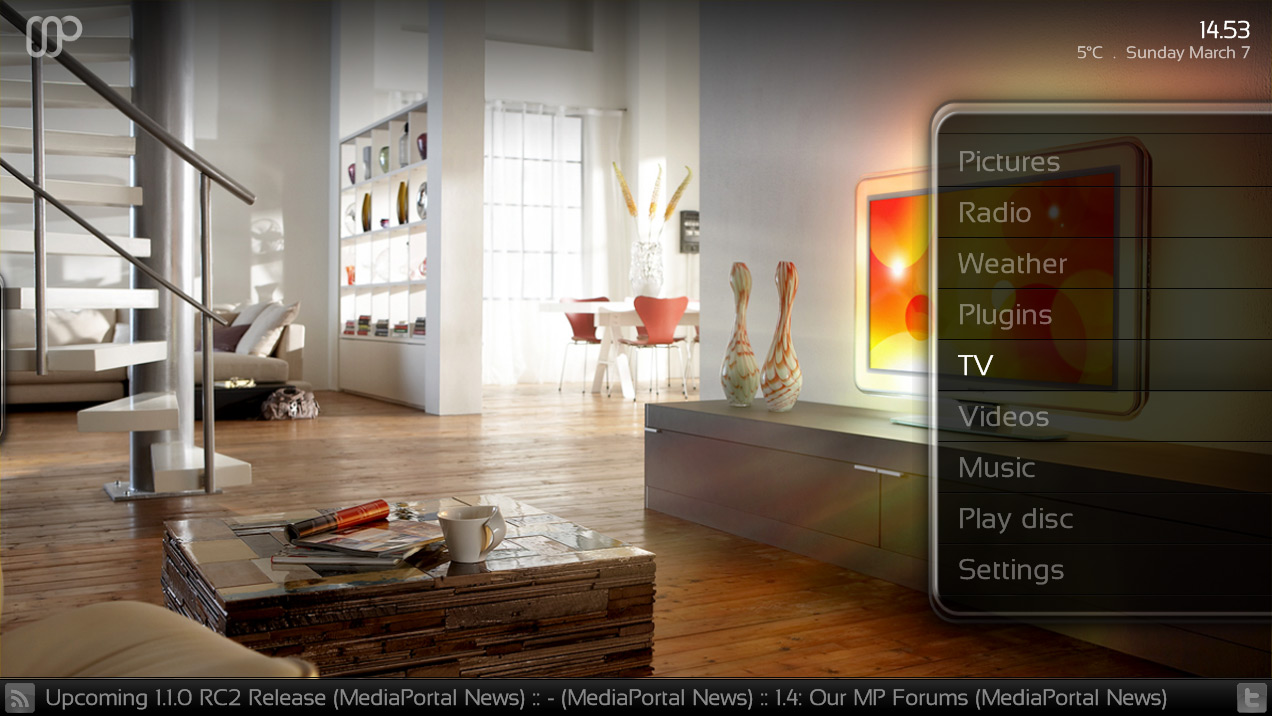 mp
14.53
5°C . Sunday March 7
Pictures
Radio
Weather
Plugins
TV
Videos
Music
Play disc
Settings
Upcoming 1.1.0 RC2 Release (MediaPortal News) :: - (MediaPortal News) :: 1.4: Our MP Forums (MediaPortal News)